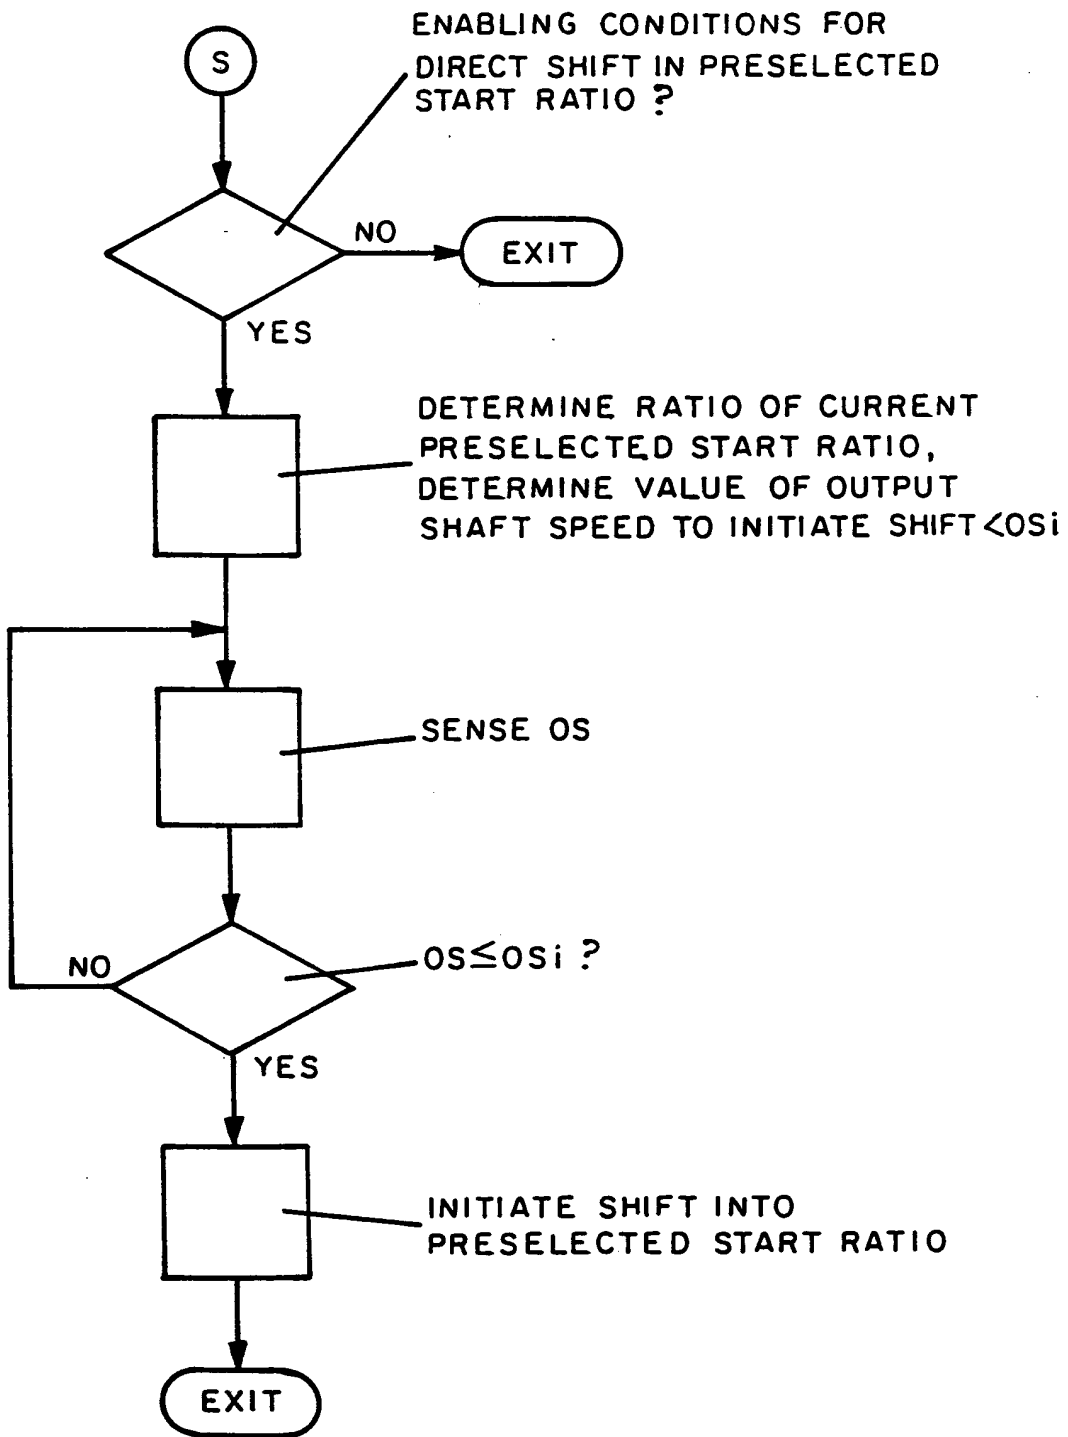 ENABLING CONDITIONS FOR
DIRECT SHIFT IN PRESELECTED
START RATIO ?
S
NO
EXIT
YES
DETERMINE RATIO OF CURRENT
PRESELECTED START RATIO,
DETERMINE VALUE OF OUTPUT
SHAFT SPEED TO INITIATE SHIFT<OSi
SENSE OS
OS≤OSi ?
NO
YES
INITIATE SHIFT INTO
PRESELECTED START RATIO
EXIT